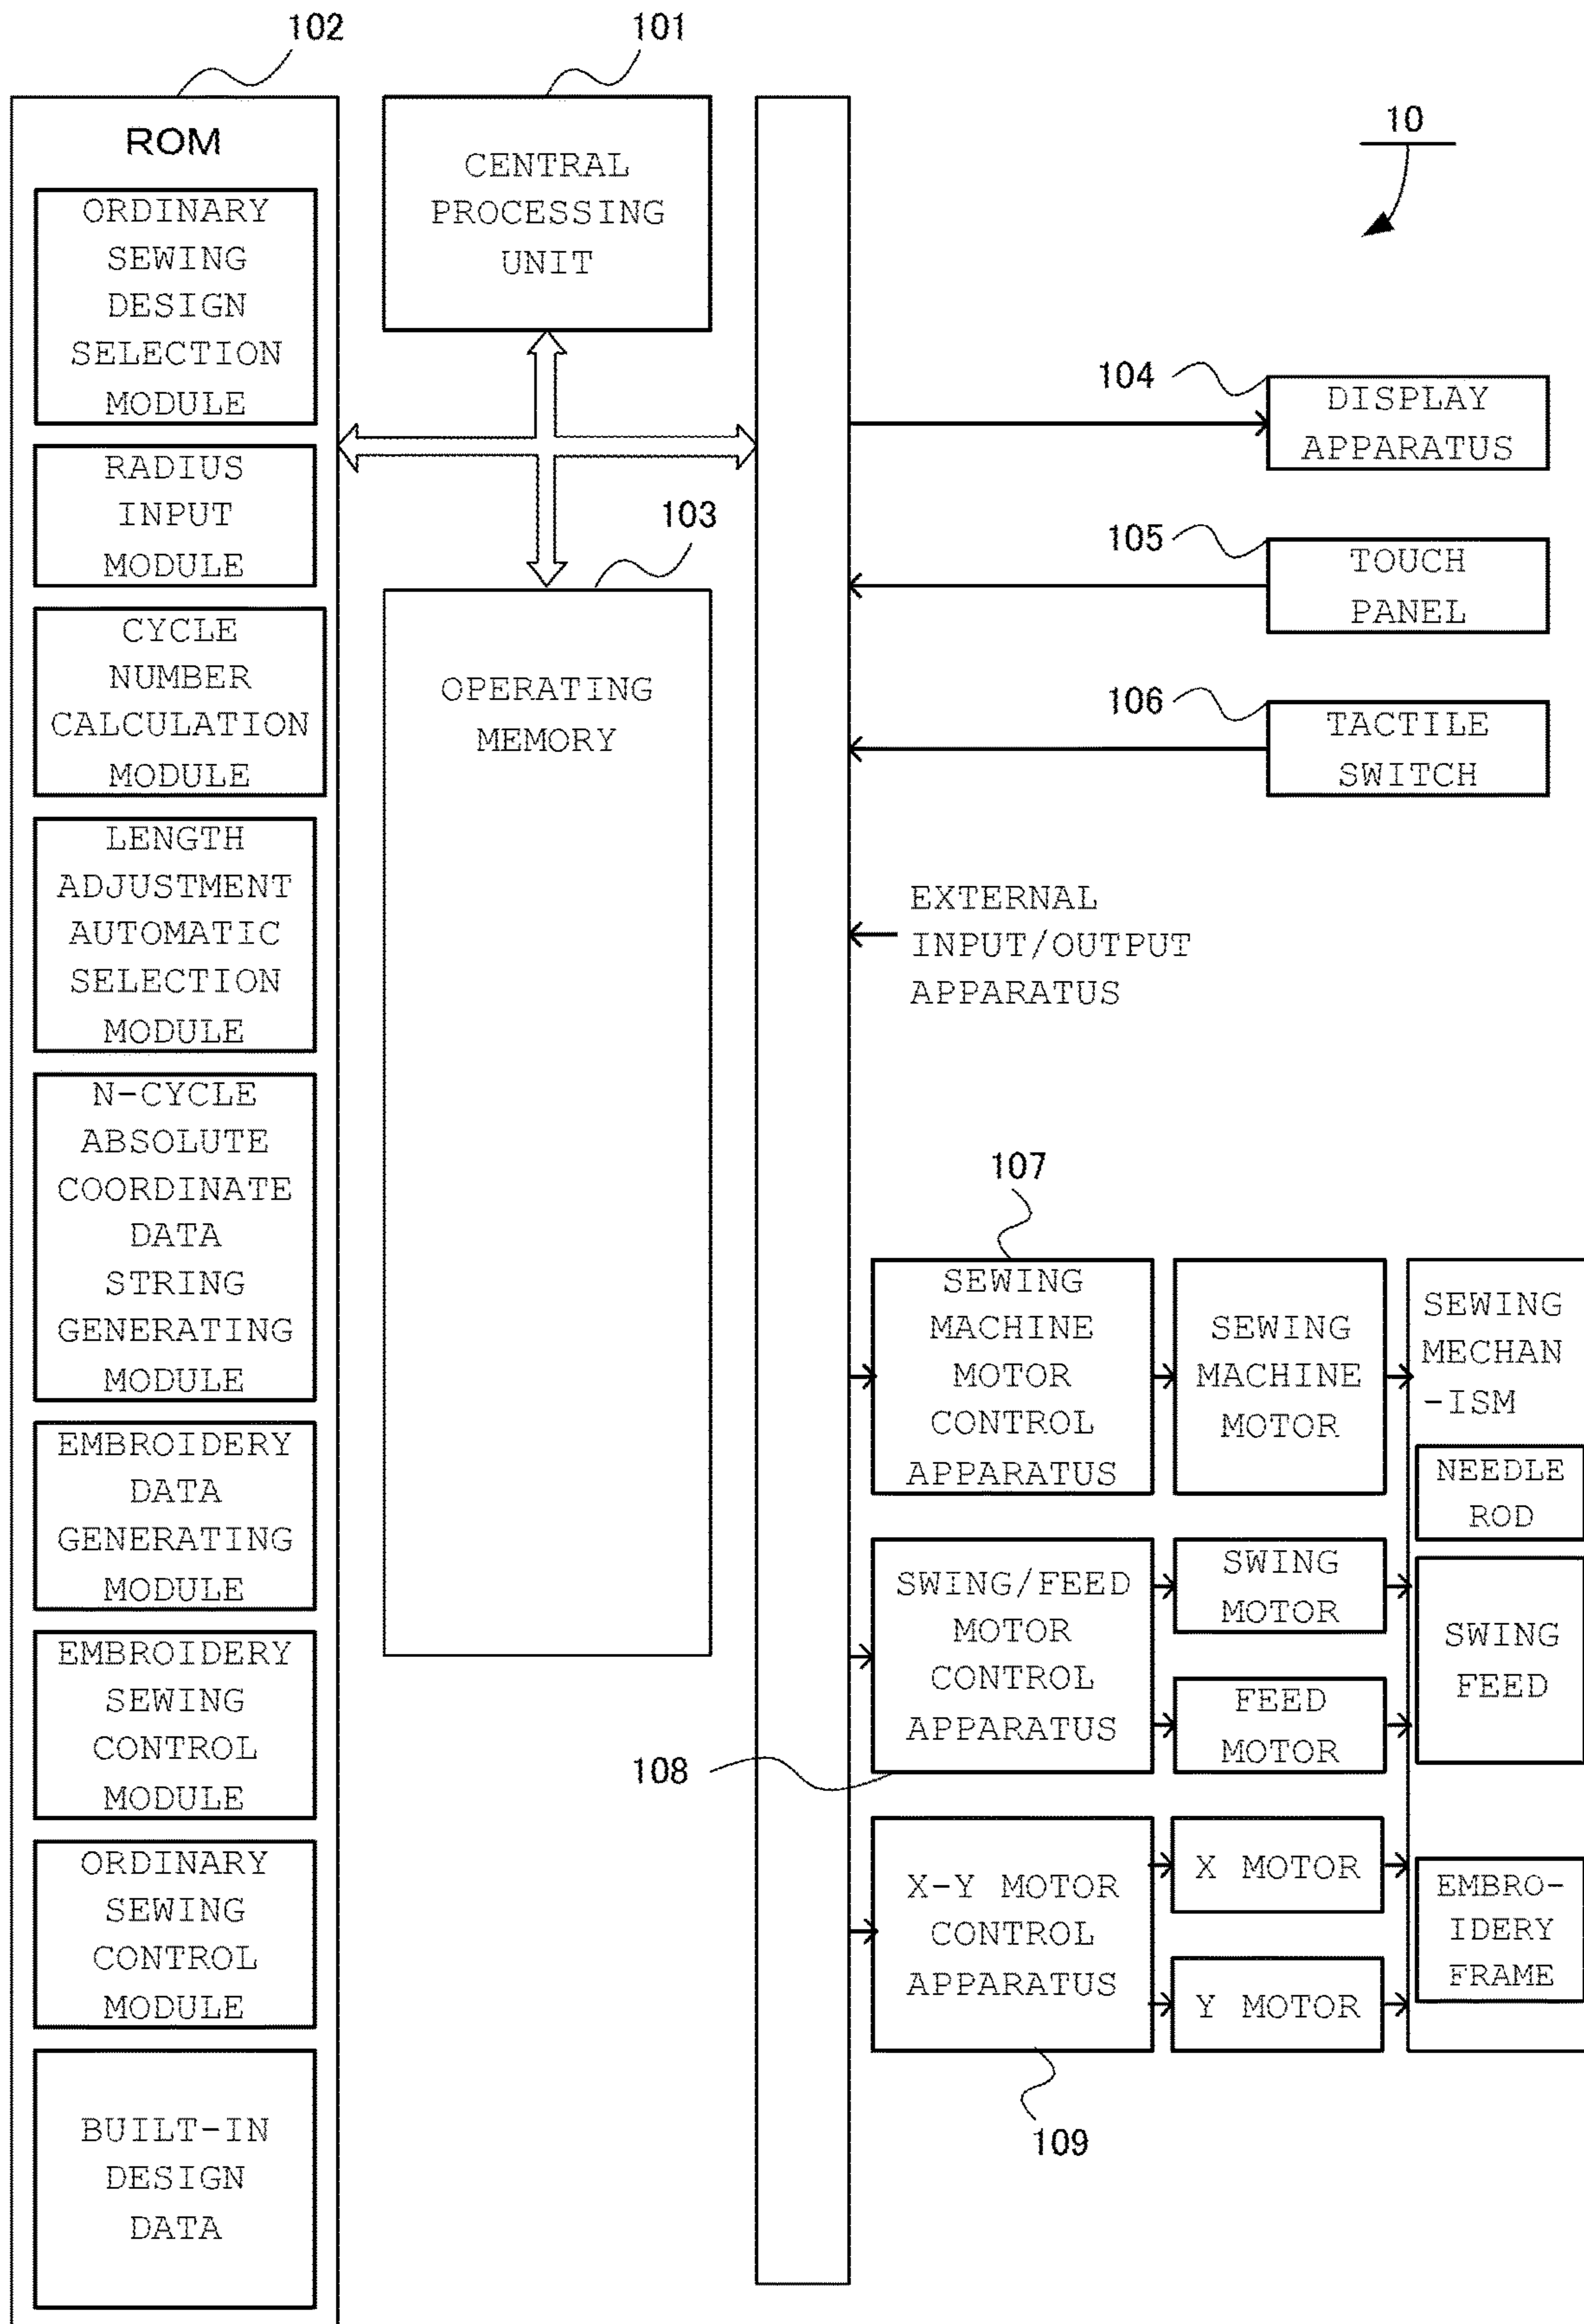 102
ROM
ORDINARY
SEWING
DESIGN
SELECTION
MODULE
RADIUS
INPUT
MODULE
CYCLE
NUMBER
CALCULATION
MODULE
LENGTH
ADJUSTMENT
AUTOMATIC
SELECTION
MODULE
N-CYCLE
ABSOLUTE
COORDINATE
DATA
STRING
GENERATING
MODULE
EMBROIDERY
DATA
GENERATING
MODULE
EMBROIDERY
SEWING
CONTROL
MODULE
ORDINARY
SEWING
CONTROL
MODULE
BUILT-IN
DESIGN
DATA
101
CENTRAL
PROCESSING
UNIT
103
OPERATING
MEMORY
10
104
DISPLAY
APPARATUS
105
TOUCH
PANEL
106
TACTILE
SWITCH
EXTERNAL
INPUT/OUTPUT
APPARATUS
107
SEWING
MACHINE
MOTOR
CONTROL
APPARATUS
SEWING
MACHINE
MOTOR
SEWING
MECHAN
-ISM
NEEDLE
ROD
SWING/FEED
MOTOR
CONTROL
APPARATUS
108
SWING
MOTOR
FEED
MOTOR
SWING
FEED
X-Y MOTOR
CONTROL
APPARATUS
109
X MOTOR
Y MOTOR
EMBRO-
IDERY
FRAME